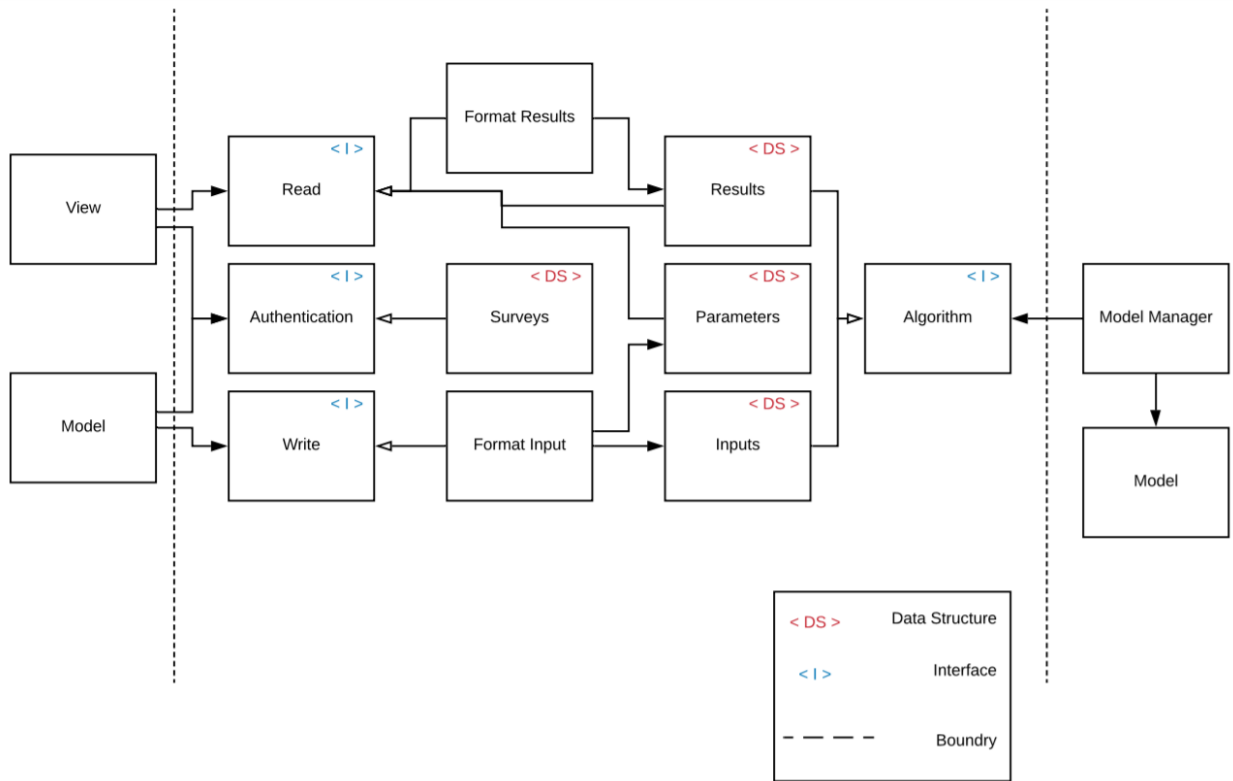 Format Results
< I >
Read
< DS >
Results
View
< I >
Authentication
< DS >
Surveys
< DS >
Parameters
< I >
Algorithm
Model Manager
Model
< I >
Write
Format Input
< DS >
Inputs
Model
< DS > Data Structure
< I > Interface
Boundry